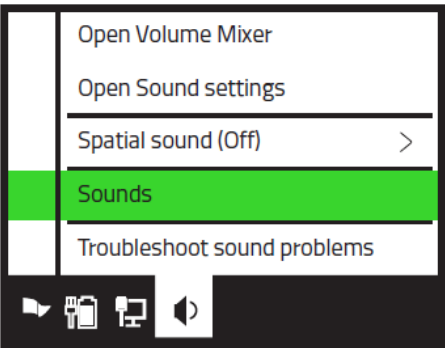 Open Volume Mixer
Open Sound settings
Spatial sound (Off)
Sounds
Troubleshoot sound problems